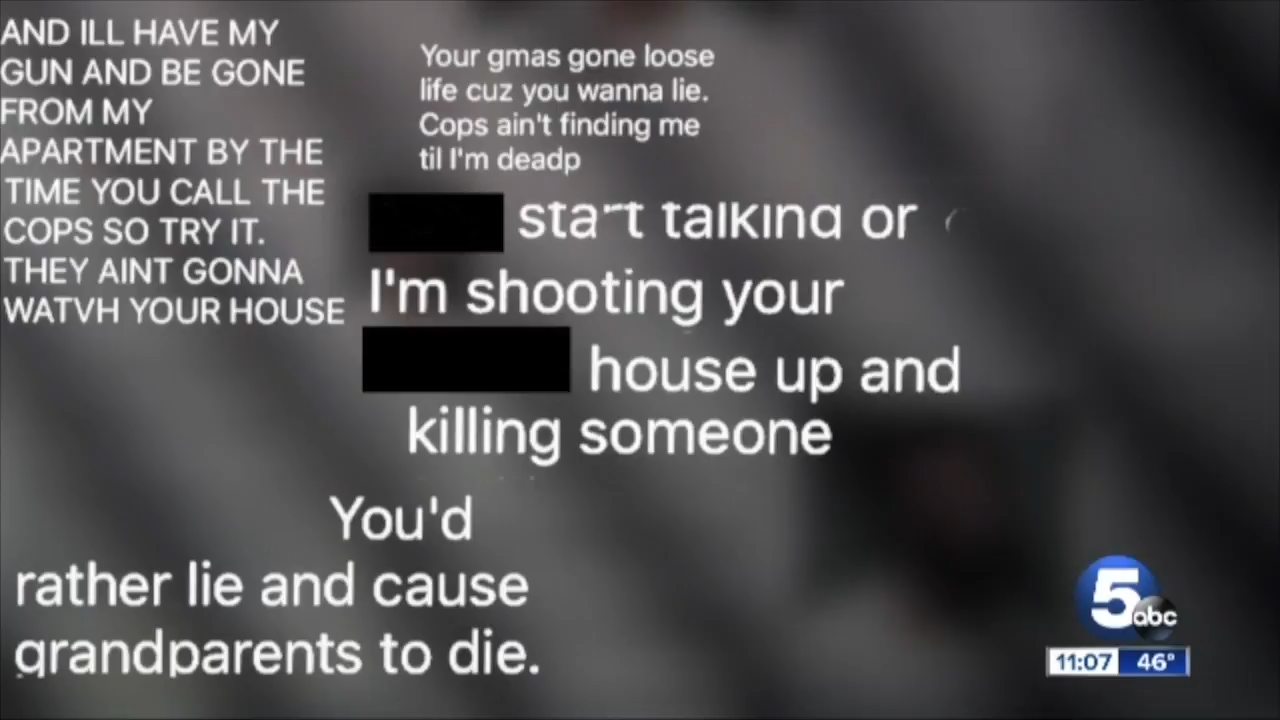 AND ILL HAVE MY
GUN AND BE GONE
FROM MY
APARTMENT BY THE
TIME YOU CALL THE
COPS SO TRY IT.
THEY AINT GONNA
WATVH YOUR HOUSE
Your gmas gone loose
life cuz you wanna lie.
Cops ain't finding me
til I'm deadp
start talking or
I'm shooting your
house up and
killing someone
You'd
rather lie and cause
grandparents to die.
5
abc
11:07 46°